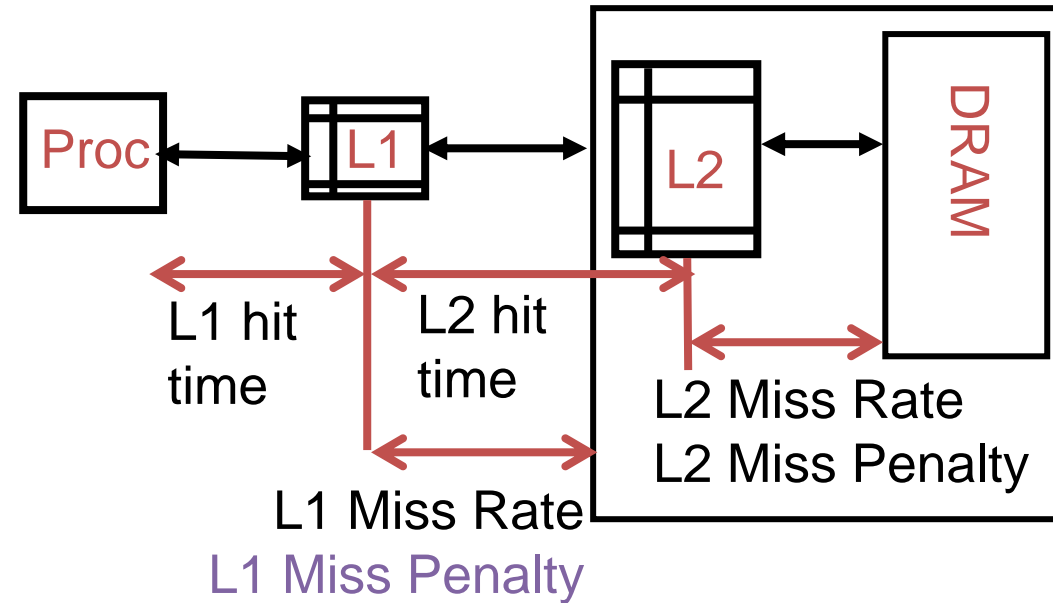 Proc
L1
L2
DRAM
L1 hit
time
L2 hit
time
L2 Miss Rate
L2 Miss Penalty
L1 Miss Rate
L1 Miss Penalty